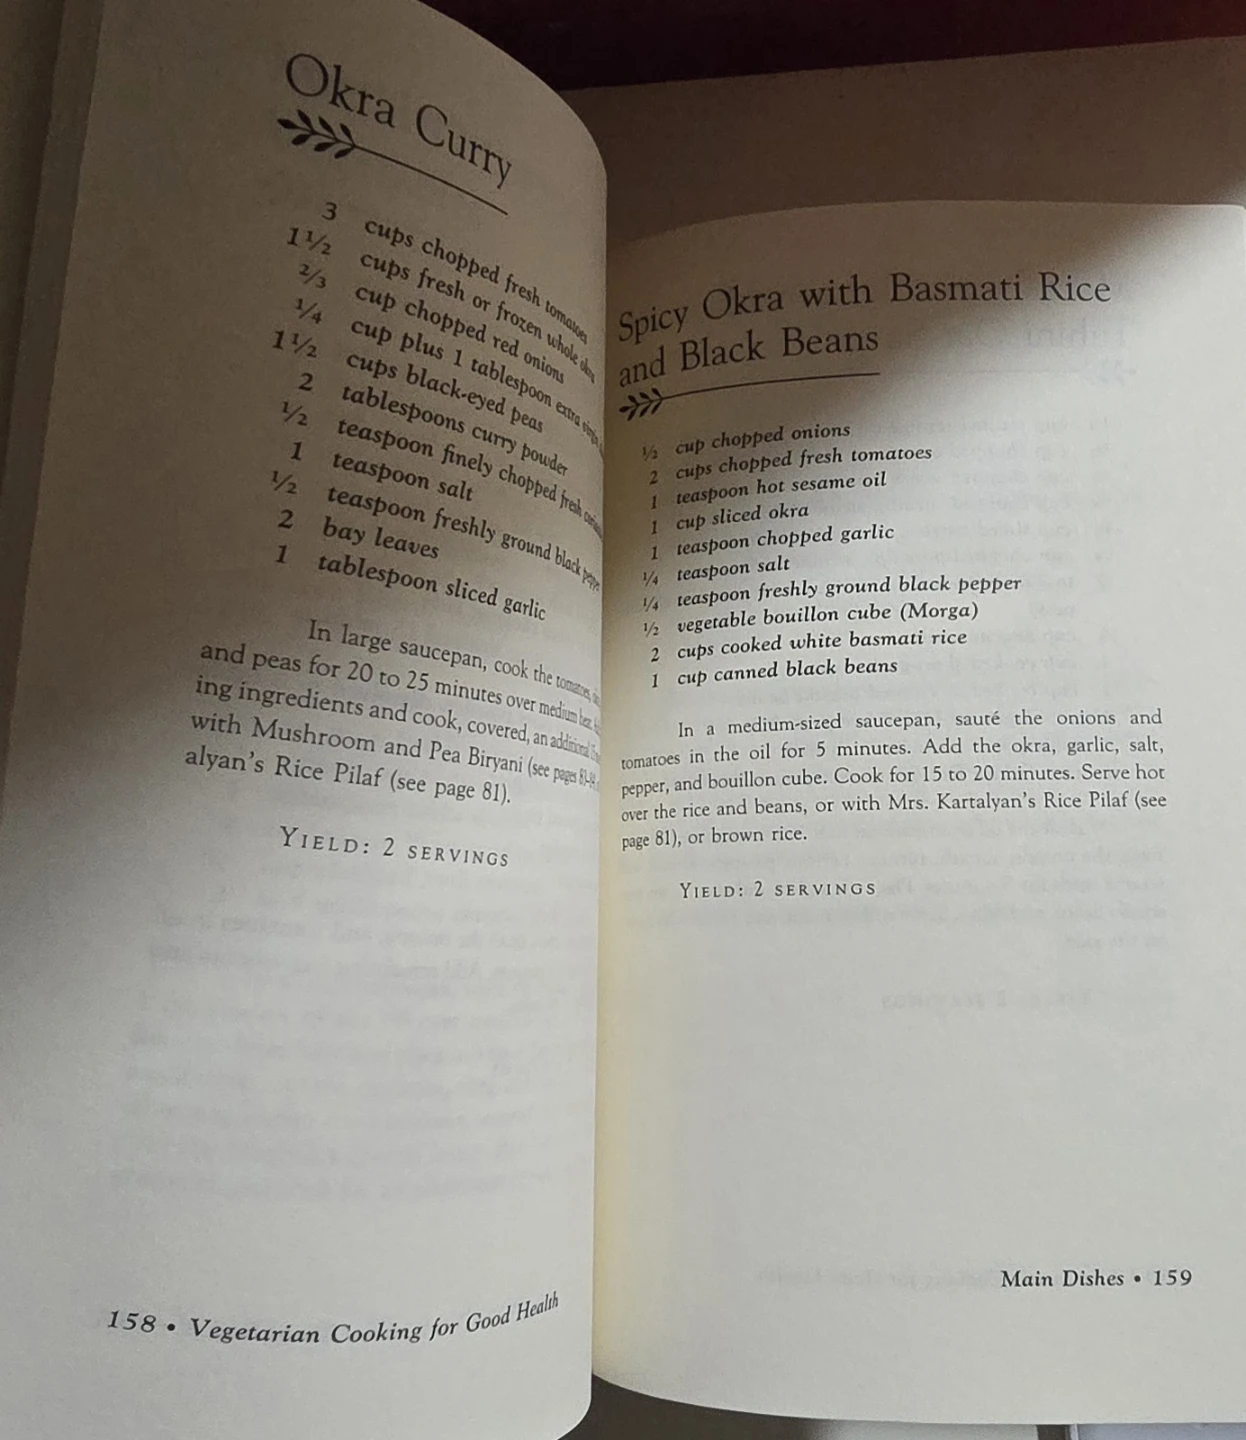 Okra Curry
3 cups chopped fresh tomatoes
1½ cups fresh or frozen whole okra
⅔ cup chopped red onions
¼ cup plus 1 tablespoon extra virgin
1½ cups black-eyed peas
2 tablespoons curry powder
½ teaspoon finely chopped fresh
1 teaspoon salt
½ teaspoon freshly ground black pepper
2 bay leaves
1 tablespoon sliced garlic
In large saucepan, cook the tomatoes,
and peas for 20 to 25 minutes over medium heat.
ing ingredients and cook, covered, an additional
with Mushroom and Pea Biryani (see pages
alyan's Rice Pilaf (see page 81).
YIELD: 2 SERVINGS
158 • Vegetarian Cooking for Good Health
Spicy Okra with Basmati Rice
and Black Beans
½ cup chopped onions
2 cups chopped fresh tomatoes
1 teaspoon hot sesame oil
1 cup sliced okra
1 teaspoon chopped garlic
¼ teaspoon salt
¼ teaspoon freshly ground black pepper
½ vegetable bouillon cube (Morga)
2 cups cooked white basmati rice
1 cup canned black beans
In a medium-sized saucepan, sauté the onions and
tomatoes in the oil for 5 minutes. Add the okra, garlic, salt,
pepper, and bouillon cube. Cook for 15 to 20 minutes. Serve hot
over the rice and beans, or with Mrs. Kartalyan's Rice Pilaf (see
page 81), or brown rice.
YIELD: 2 SERVINGS
Main Dishes • 159